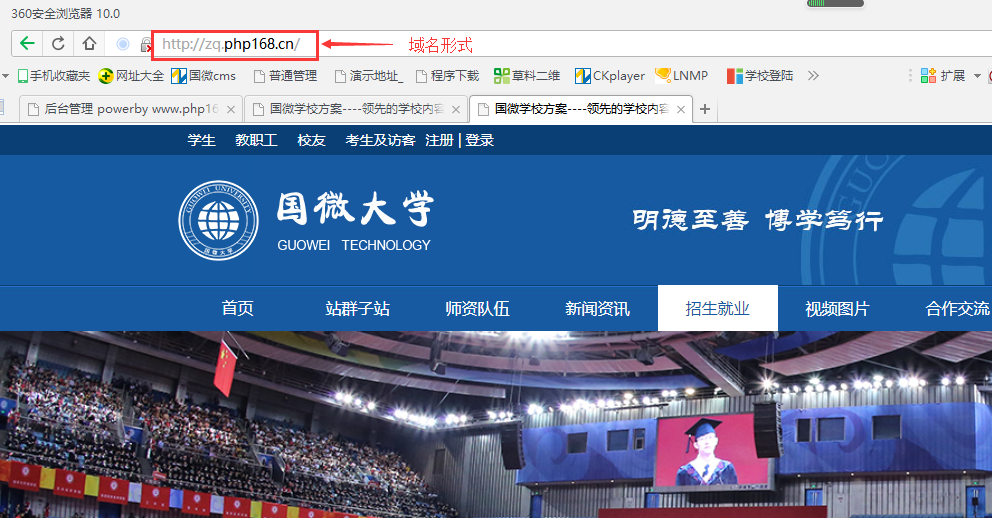 360安全浏览器 10.0
http://zq.php168.cn/
域名形式
手机收藏夹 网址大全 国微cms 普通管理 演示地址_ 程序下载 草料二维 CKplayer LNMP 学校登陆 扩展
后台管理 powerby www.php16 国微学校方案----领先的学校内容 国微学校方案----领先的学校内容
学生 教职工 校友 考生及访客 注册 | 登录
国微大学
GUOWEI TECHNOLOGY
明德至善 博学笃行
首页 站群子站 师资队伍 新闻资讯 招生就业 视频图片 合作交流